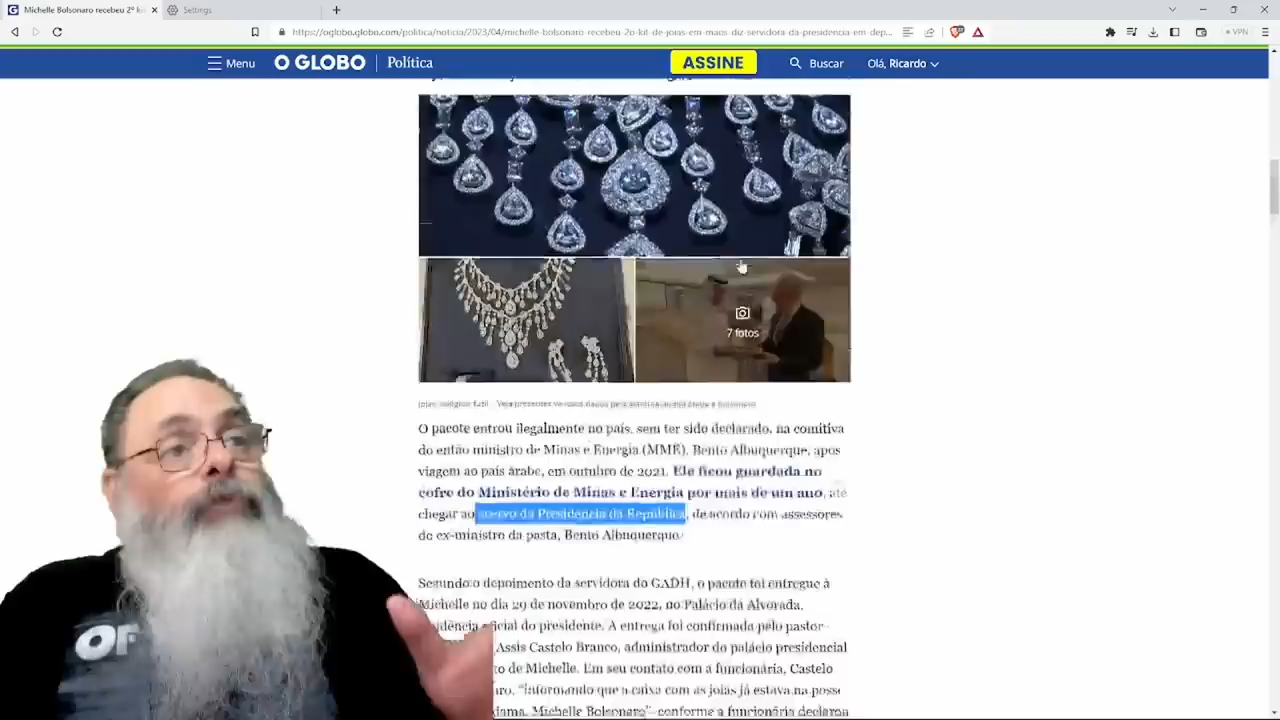 Michelle Bolsonaro recebeu 2º ki
Settings
https://oglobo.globo.com/politica/noticia/2023/04/michelle-bolsonaro-recebeu-2o-kit-de-joias-em-maos-diz-servidora-da-presidencia-em-dep...
VPN
Menu
O GLOBO
Política
ASSINE
Buscar
Olá, Ricardo
7 fotos
O pacote entrou ilegalmente no país, sem ter sido declarado, na comitiva
do então ministro de Minas e Energia (MME), Bento Albuquerque, após
viagem ao país árabe, em outubro de 2021. Ele ficou guardada no
cofre do Ministério de Minas e Energia por mais de um ano, até
chegar ao acervo da Presidência da República, de acordo com assessores
do ex-ministro da pasta, Bento Albuquerque.
Segundo o depoimento da servidora do GADH, o pacote foi entregue à
Michelle no dia 29 de novembro de 2022, no Palácio da Alvorada,
idência oficial do presidente. A entrega foi confirmada pelo pastor
Assis Castelo Branco, administrador do palácio presidencial
to de Michelle. Em seu contato com a funcionária, Castelo
ro, "informando que a caixa com as joias já estava na posse
dama, Michelle Bolsonaro" conforme a funcionária declarou
OP